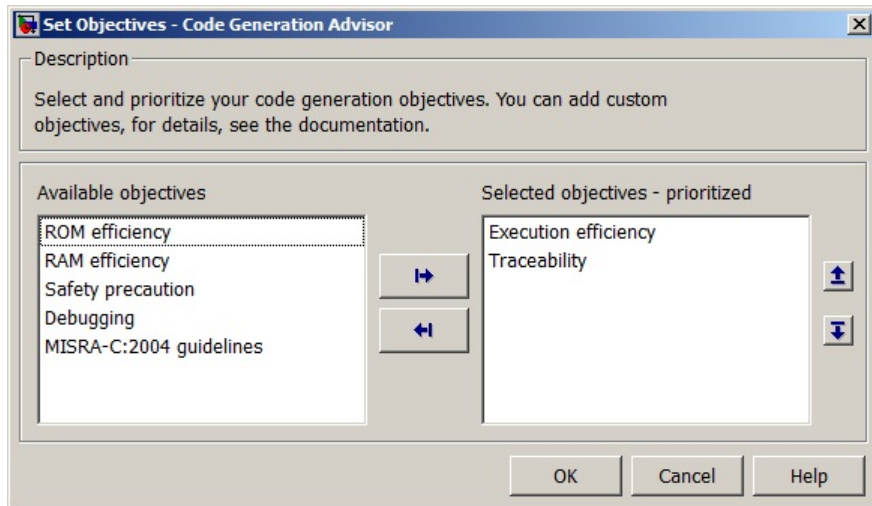 Set Objectives - Code Generation Advisor
Description
Select and prioritize your code generation objectives. You can add custom
objectives, for details, see the documentation.
Available objectives
ROM efficiency
RAM efficiency
Safety precaution
Debugging
MISRA-C:2004 guidelines
Selected objectives - prioritized
Execution efficiency
Traceability
OK
Cancel
Help